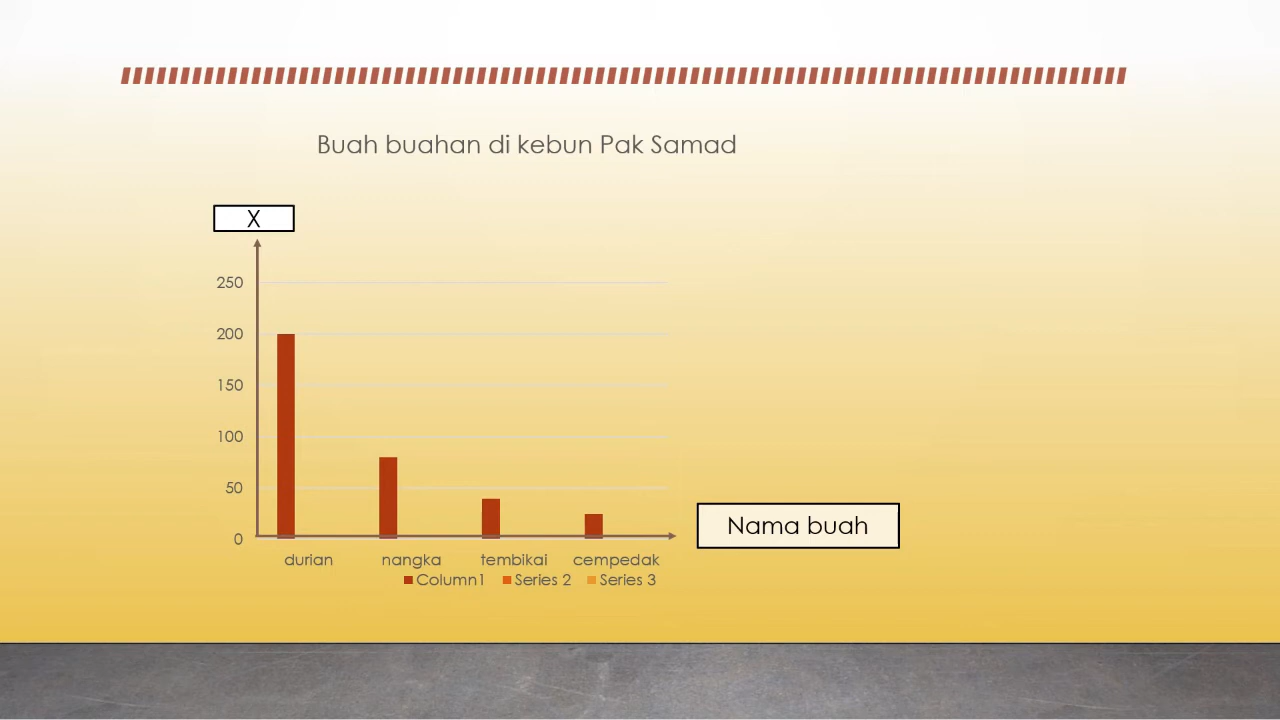 Buah buahan di kebun Pak Samad
X
250
200
150
100
50
0
durian nangka tembikai cempedak
Column1 Series 2 Series 3
Nama buah